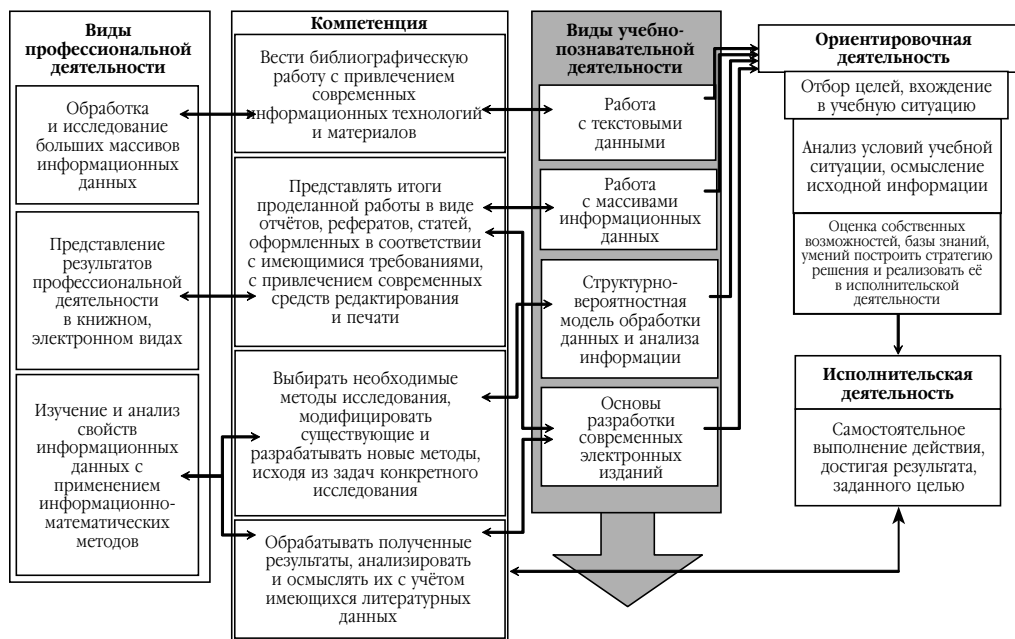 Виды
профессиональной
деятельности
Обработка
и исследование
больших массивов
информационных
данных
Представление
результатов
профессиональной
деятельности
в книжном,
электронном видах
Изучение и анализ
свойств
информационных
данных с
применением
информационно-
математических
методов
Компетенция
Вести библиографическую
работу с привлечением
современных
информационных технологий
и материалов
Представлять итоги
проделанной работы в виде
отчётов, рефератов, статей,
оформленных в соответствии
с имеющимися требованиями,
с привлечением современных
средств редактирования
и печати
Выбирать необходимые
методы исследования,
модифицировать
существующие и
разрабатывать новые методы,
исходя из задач конкретного
исследования
Обрабатывать полученные
результаты, анализировать
и осмыслять их с учётом
имеющихся литературных
данных
Виды учебно-
познавательной
деятельности
Работа
с текстовыми
данными
Работа
с массивами
информационных
данных
Структурно-
вероятностная
модель обработки
данных и анализа
информации
Основы
разработки
современных
электронных
изданий
Ориентировочная
деятельность
Отбор целей, вхождение
в учебную ситуацию
Анализ условий учебной
ситуации, осмысление
исходной информации
Оценка собственных
возможностей, базы знаний,
умений построить стратегию
решения и реализовать её
в исполнительской
деятельности
Исполнительская
деятельность
Самостоятельное
выполнение действия,
достигая результата,
заданного целью